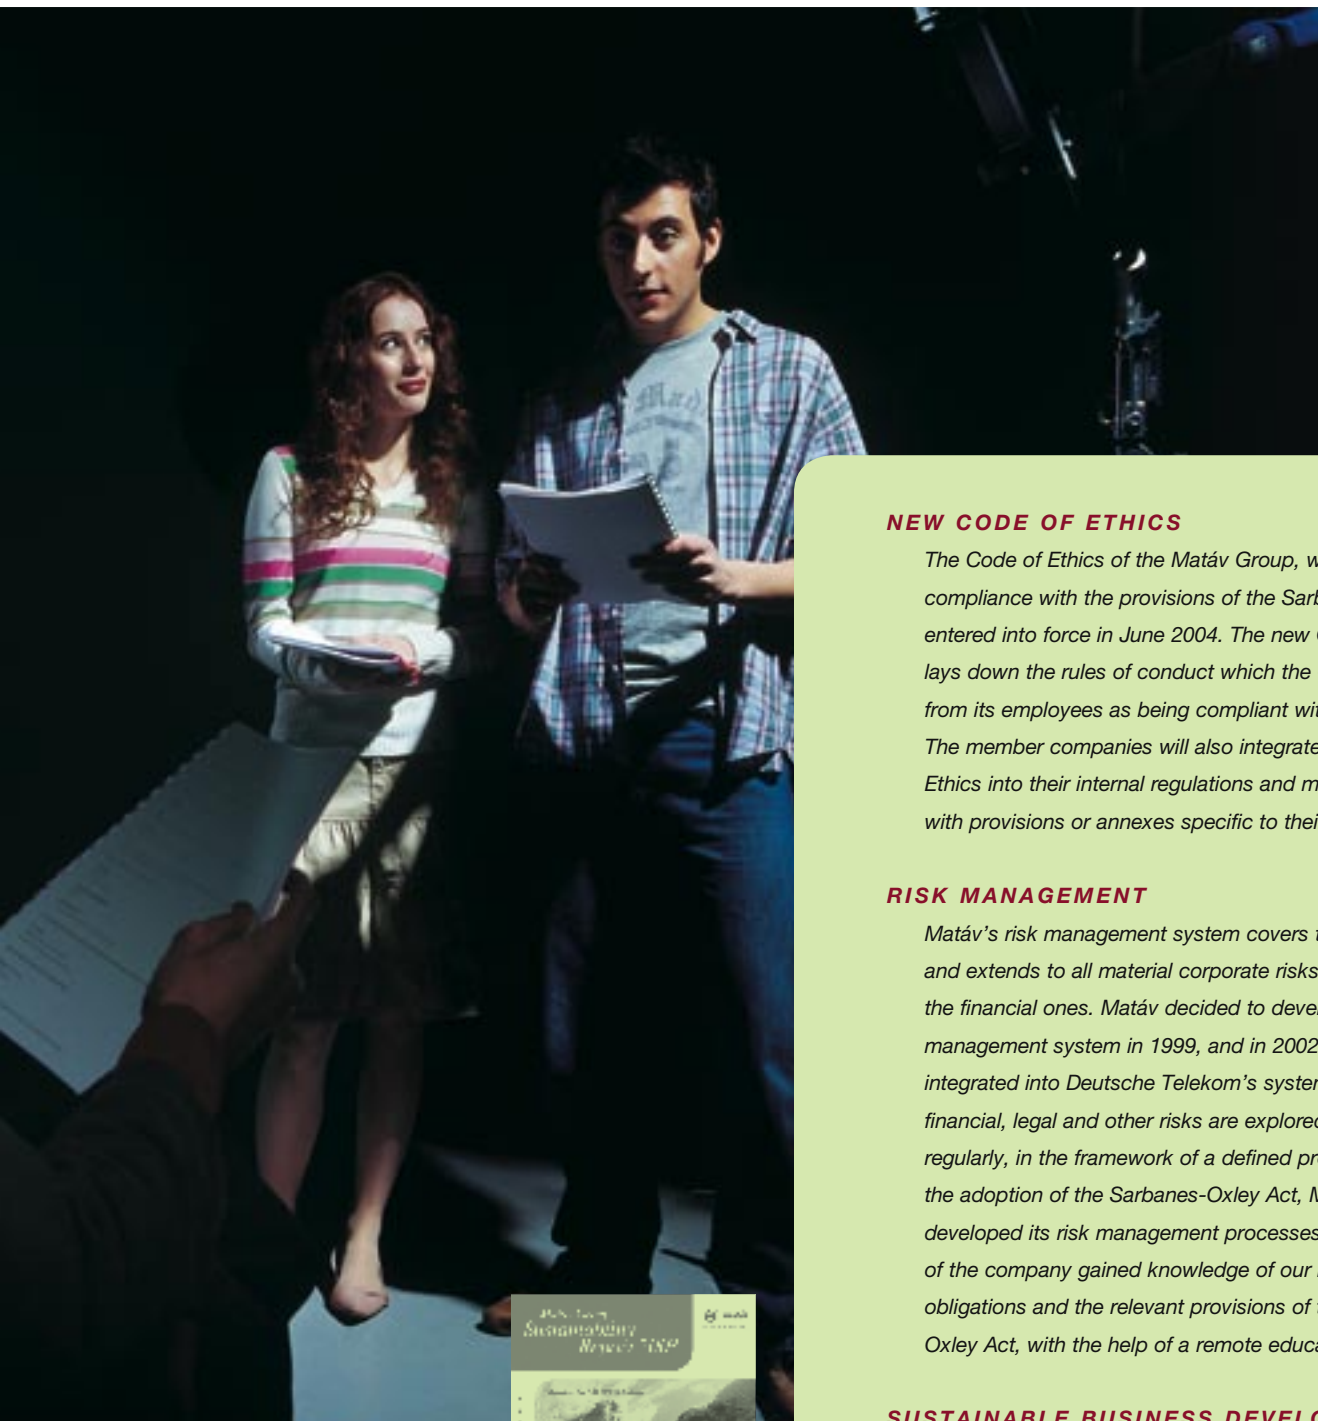 NEW CODE OF ETHICS
The Code of Ethics of the Matáv Group, w
compliance with the provisions of the Sarb
entered into force in June 2004. The new
lays down the rules of conduct which the
from its employees as being compliant wit
The member companies will also integrate
Ethics into their internal regulations and m
with provisions or annexes specific to thei
RISK MANAGEMENT
Matáv’s risk management system covers t
and extends to all material corporate risks
the financial ones. Matáv decided to deve
management system in 1999, and in 2002
integrated into Deutsche Telekom’s system
financial, legal and other risks are explored
regularly, in the framework of a defined pr
the adoption of the Sarbanes-Oxley Act, M
developed its risk management processes
of the company gained knowledge of our
obligations and the relevant provisions of t
Oxley Act, with the help of a remote educa
SUSTAINABLE BUSINESS DEVELO
Sustainability
Report